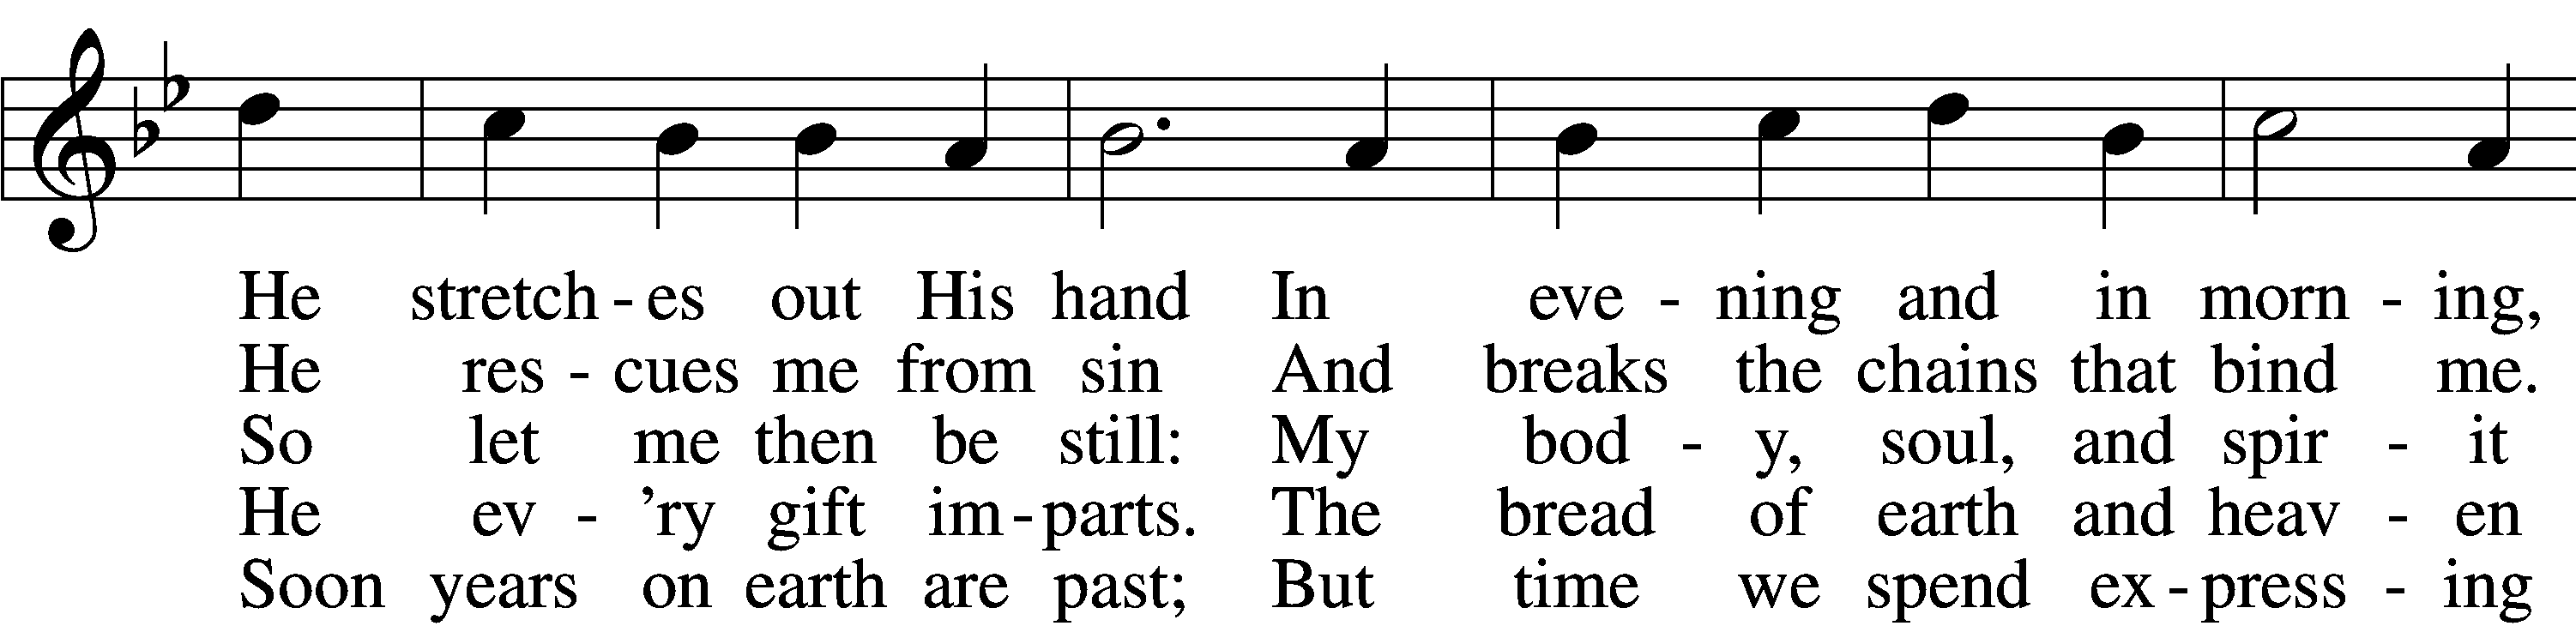 He stretch - es out His hand In eve - ning and in morn - ing,
He res - cues me from sin And breaks the chains that bind me.
So let me then be still: My bod - y, soul, and spir - it
He ev - ’ry gift im - parts. The bread of earth and heav - en
Soon years on earth are past; But time we spend ex - press - ing